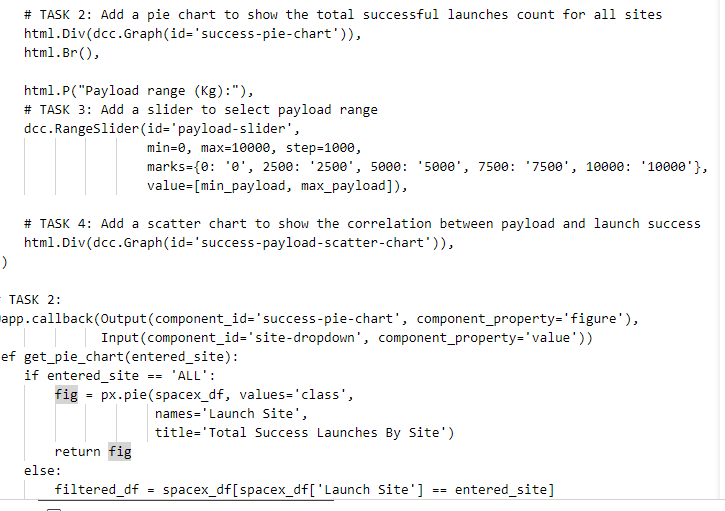 # TASK 2: Add a pie chart to show the total successful launches count for all sites
html.Div(dcc.Graph(id='success-pie-chart')),
html.Br(),
html.P("Payload range (Kg):"),
# TASK 3: Add a slider to select payload range
dcc.RangeSlider(id='payload-slider',
min=0, max=10000, step=1000,
marks={0: '0', 2500: '2500', 5000: '5000', 7500: '7500', 10000: '10000'},
value=[min_payload, max_payload]),
# TASK 4: Add a scatter chart to show the correlation between payload and launch success
html.Div(dcc.Graph(id='success-payload-scatter-chart')),
)
TASK 2:
app.callback(Output(component_id='success-pie-chart', component_property='figure'),
Input(component_id='site-dropdown', component_property='value'))
ef get_pie_chart(entered_site):
if entered_site == 'ALL':
fig = px.pie(spacex_df, values='class',
names='Launch Site',
title='Total Success Launches By Site')
return fig
else:
filtered_df = spacex_df[spacex_df['Launch Site'] == entered_site]